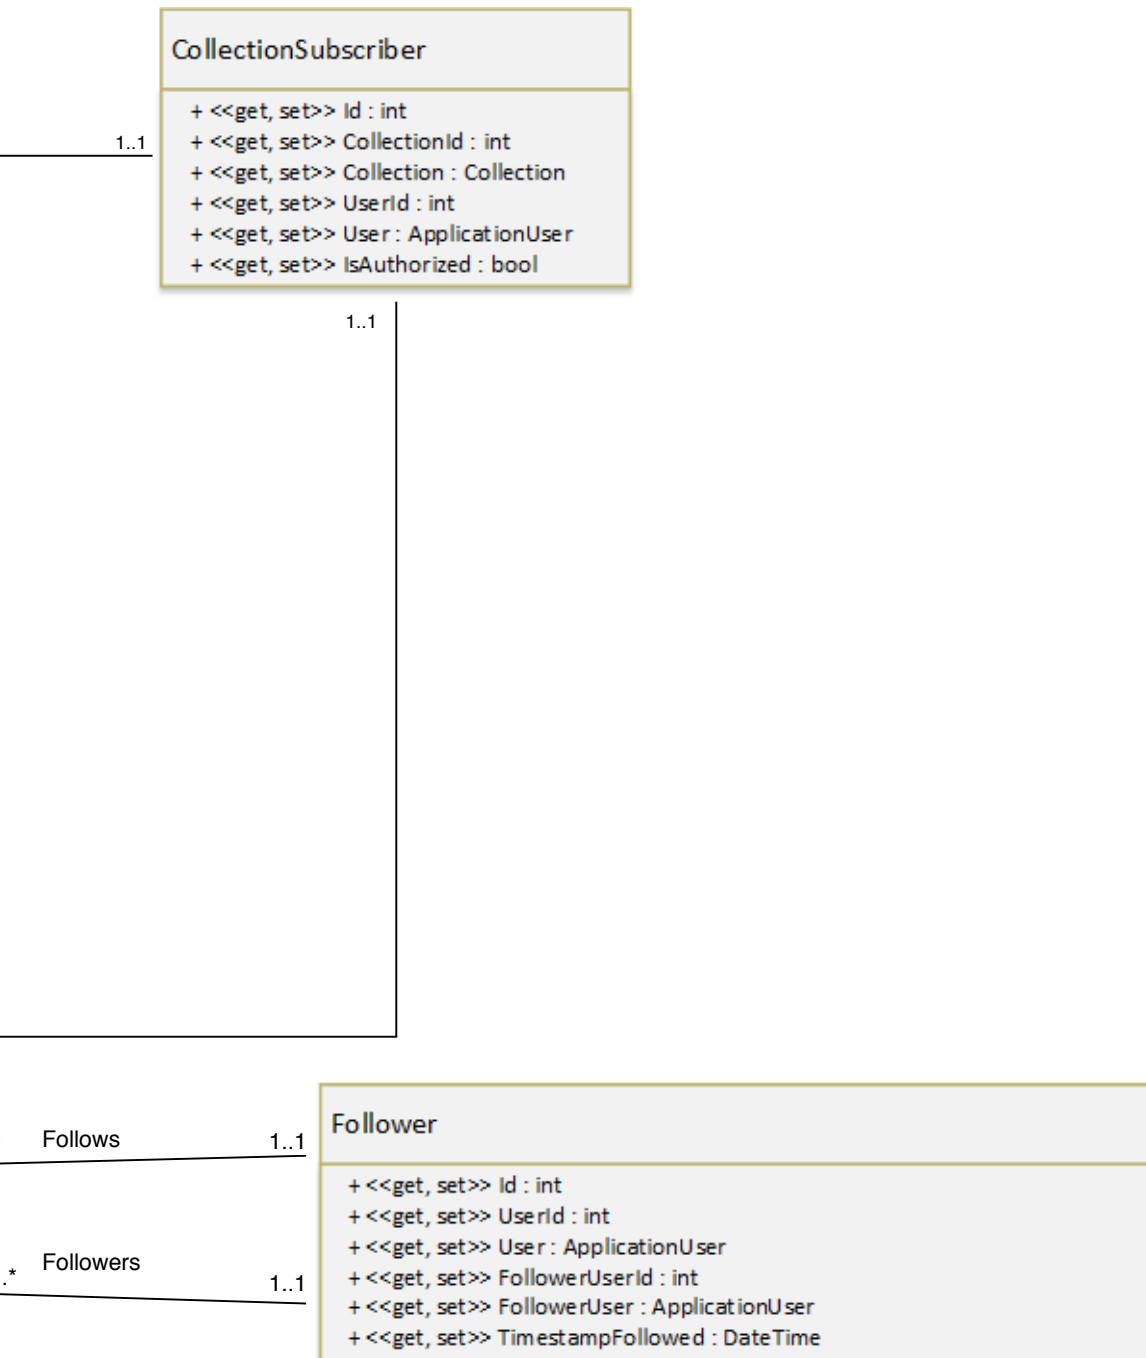 CollectionSubscriber
+ <<get, set>> Id : int
+ <<get, set>> CollectionId : int
1..1
+ <<get, set>> Collection : Collection
+ <<get, set>> UserId : int
+ <<get, set>> User : ApplicationUser
+ <<get, set>> IsAuthorized : bool
1..1
Follower
Follows
1..1
+ <<get, set>> Id : int
+ <<get, set>> UserId : int
+ <<get, set>> User : ApplicationUser
Followers
.*
1..1
+ <<get, set>> FollowerUserId : int
+ <<get, set>> FollowerUser : ApplicationUser
+ <<get, set>> TimestampFollowed : DateTime